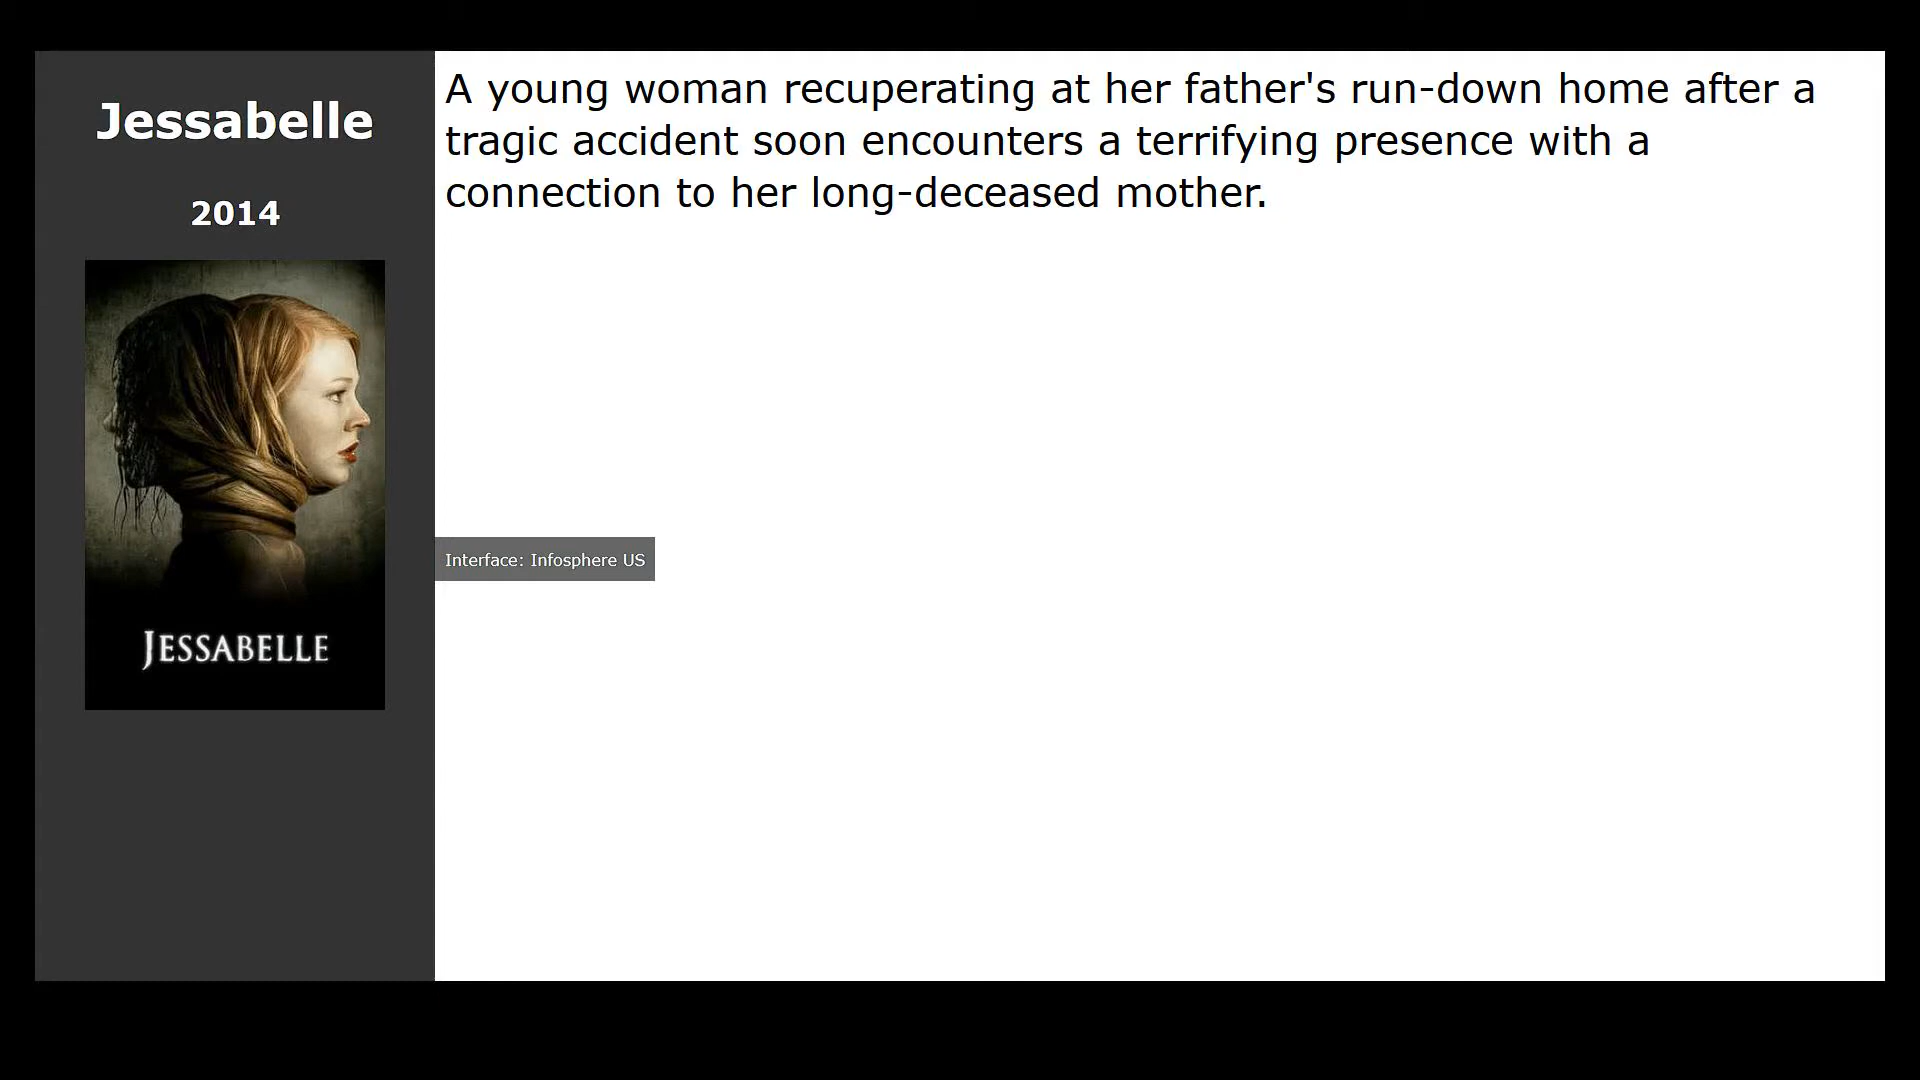 Jessabelle
2014
JESSABELLE
A young woman recuperating at her father's run-down home after a
tragic accident soon encounters a terrifying presence with a
connection to her long-deceased mother.
Interface: Infosphere US